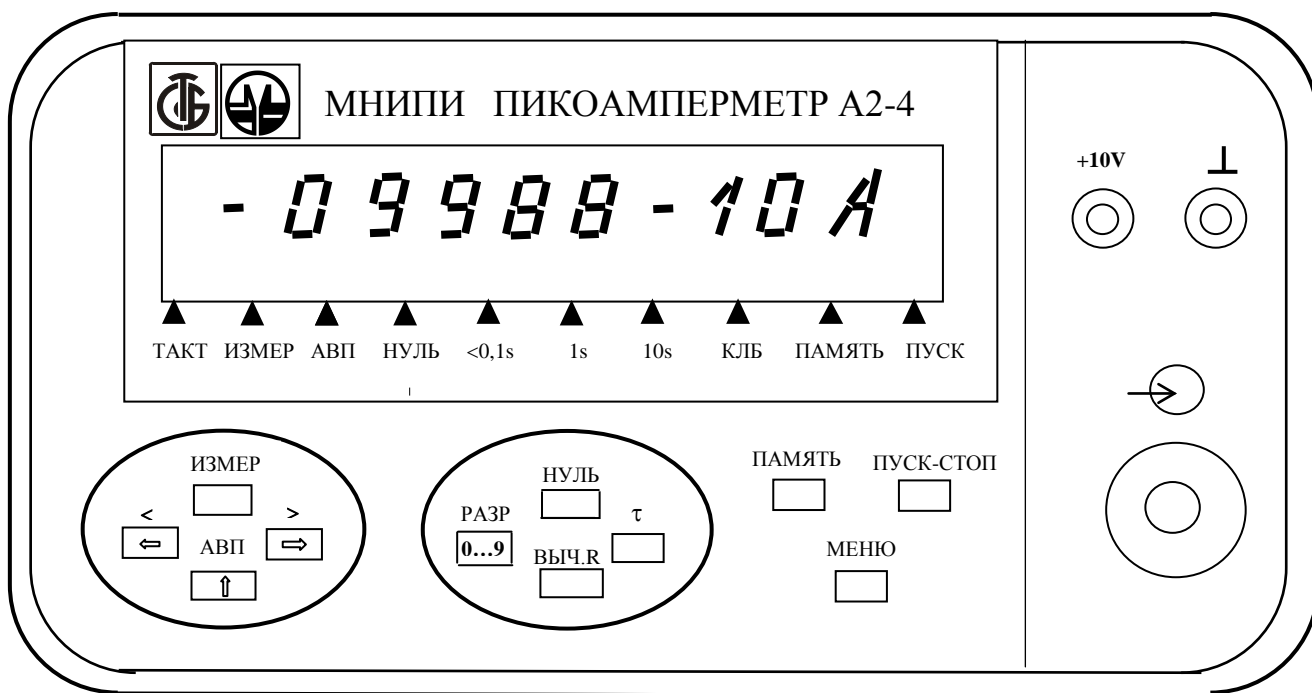 МНИПИ ПИКОАМПЕРМЕТР А2-4
-09988-10А
ТАКТ ИЗМЕР АВП НУЛЬ <0,1s 1s 10s КЛБ ПАМЯТЬ ПУСК
+10V ⊥
ИЗМЕР
< >
АВП
НУЛЬ
РАЗР τ
0...9
ВЫЧ.R
ПАМЯТЬ ПУСК-СТОП
МЕНЮ